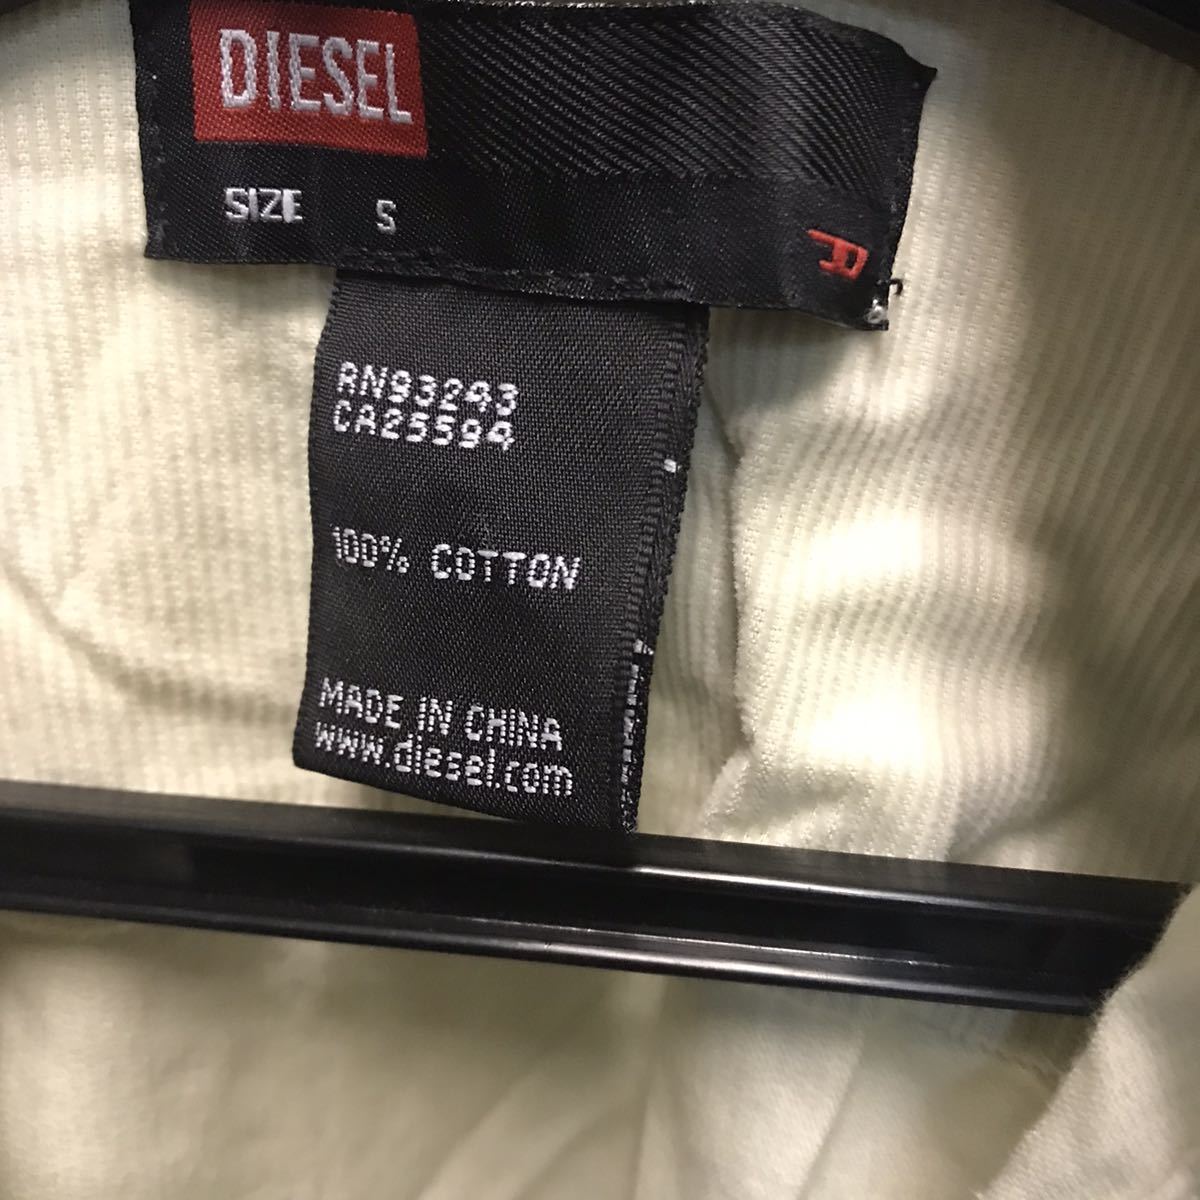 DIESEL
SIZE S
RN93243
CA25594
100% COTTON
MADE IN CHINA
www.diesel.com